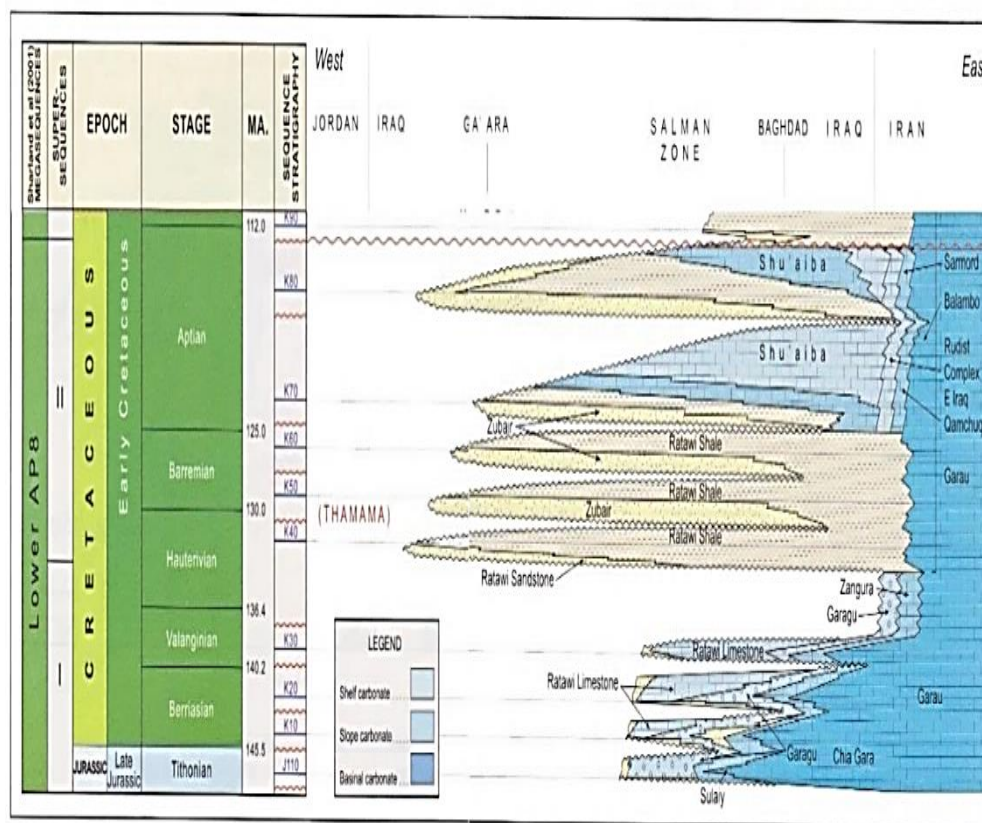 West
East
Sharland et al (2001)
MEGASEQUENCES
SUPER-
SEQUENCES
EPOCH
STAGE
MA.
SEQUENCE
STRATIGRAPHY
JORDAN
IRAQ
GA'ARA
SALMAN
ZONE
BAGHDAD
IRAQ
IRAN
Lower AP8
II
I
CRETACEOUS
Early Cretaceous
JURASSIC
Late
Jurassic
Aptian
Barremian
Hauterivian
Valanginian
Berriasian
Tithonian
112.0
125.0
130.0
136.4
140.2
145.5
K90
K80
K70
K60
K50
K40
K30
K20
K10
J110
(THAMAMA)
Shu'aiba
Shu'aiba
Zubair
Ratawi Shale
Ratawi Shale
Zubair
Ratawi Shale
Ratawi Sandstone
Ratawi Limestone
Ratawi Limestone
Sarmord
Balambo
Rudist
Complex
E Iraq
Qamchuqa
Garau
Zangura
Garagu
Garau
Garagu
Chia Gara
Sulaiy
LEGEND
Shelf carbonate
Slope carbonate
Basinal carbonate